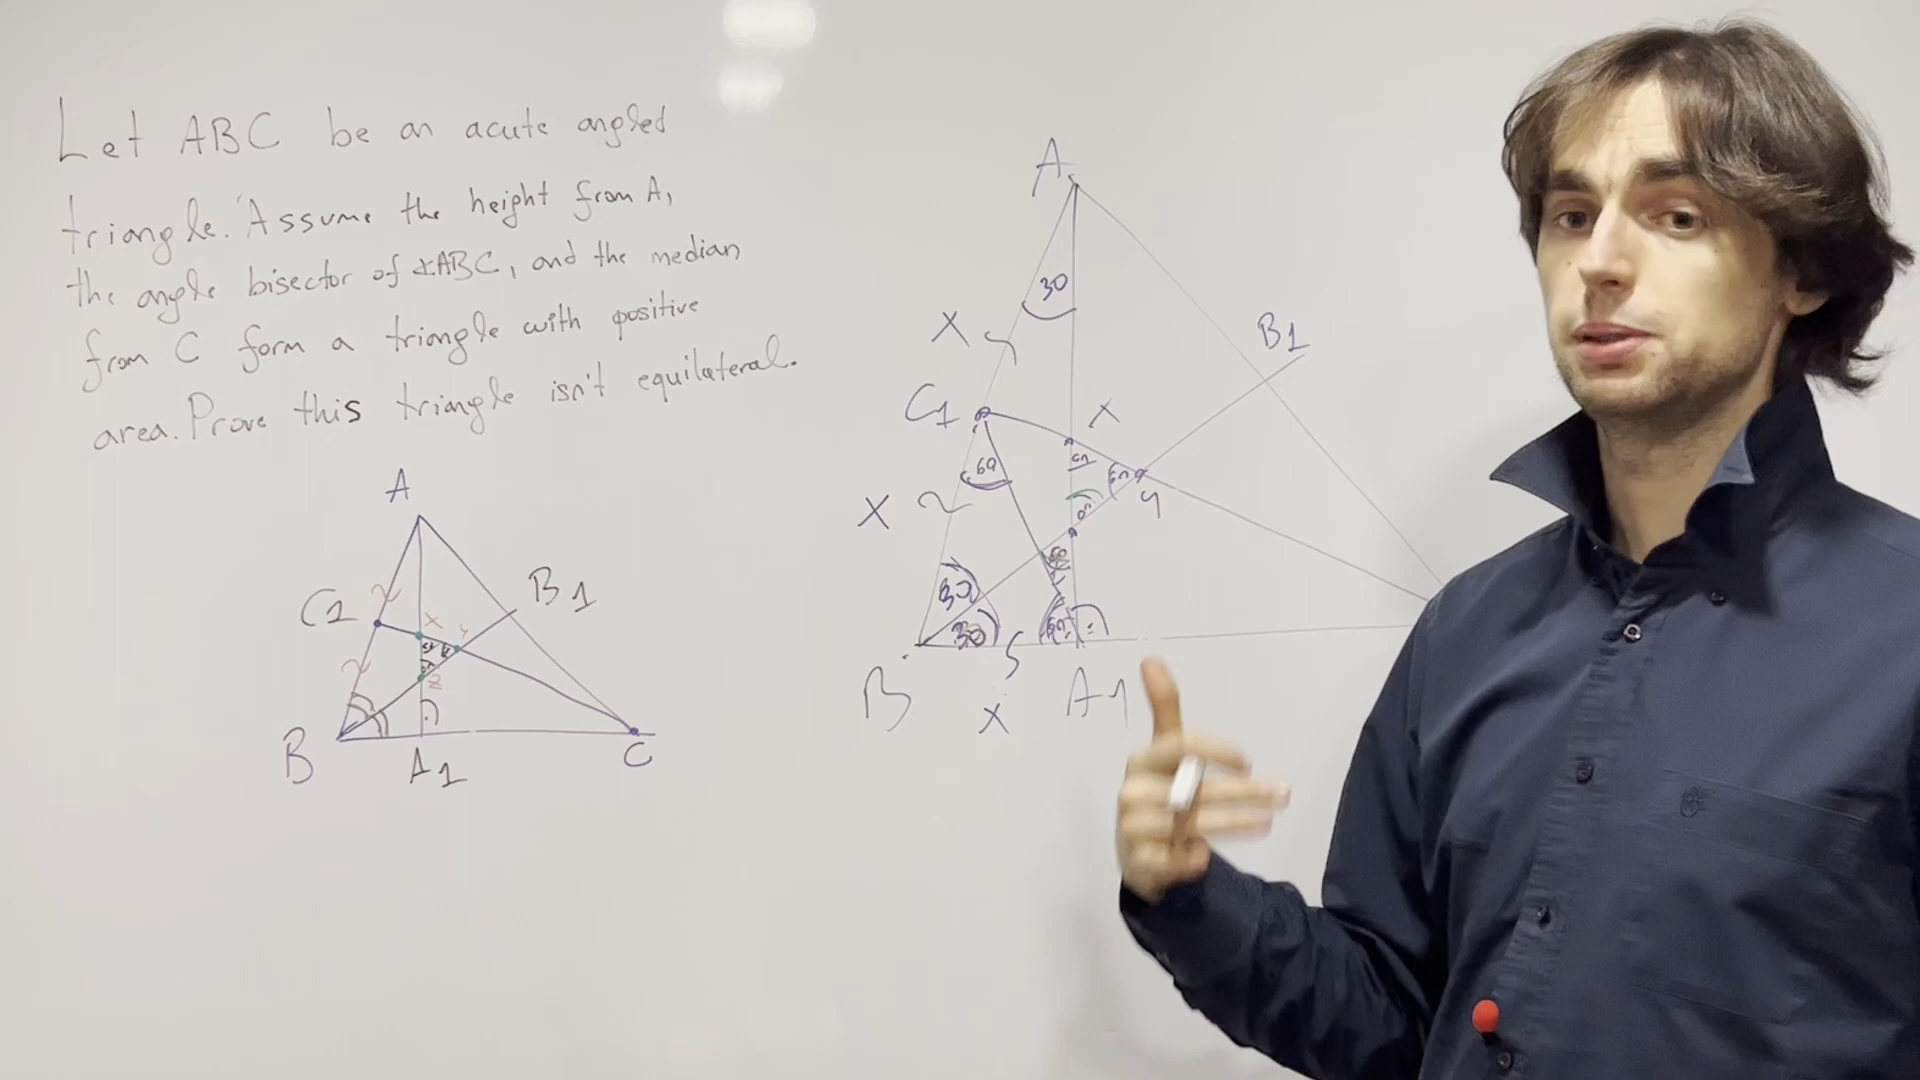 Let ABC be an acute angled
triangle. Assume the height from A,
the angle bisector of ∢ABC, and the median
from C form a triangle with positive
area. Prove this triangle isn't equilateral.
A
C1
B1
X
Y
Z
B
A1
C
A
30
X
B1
C1
X
60
60
Y
X
60
30
30
B
X
A1